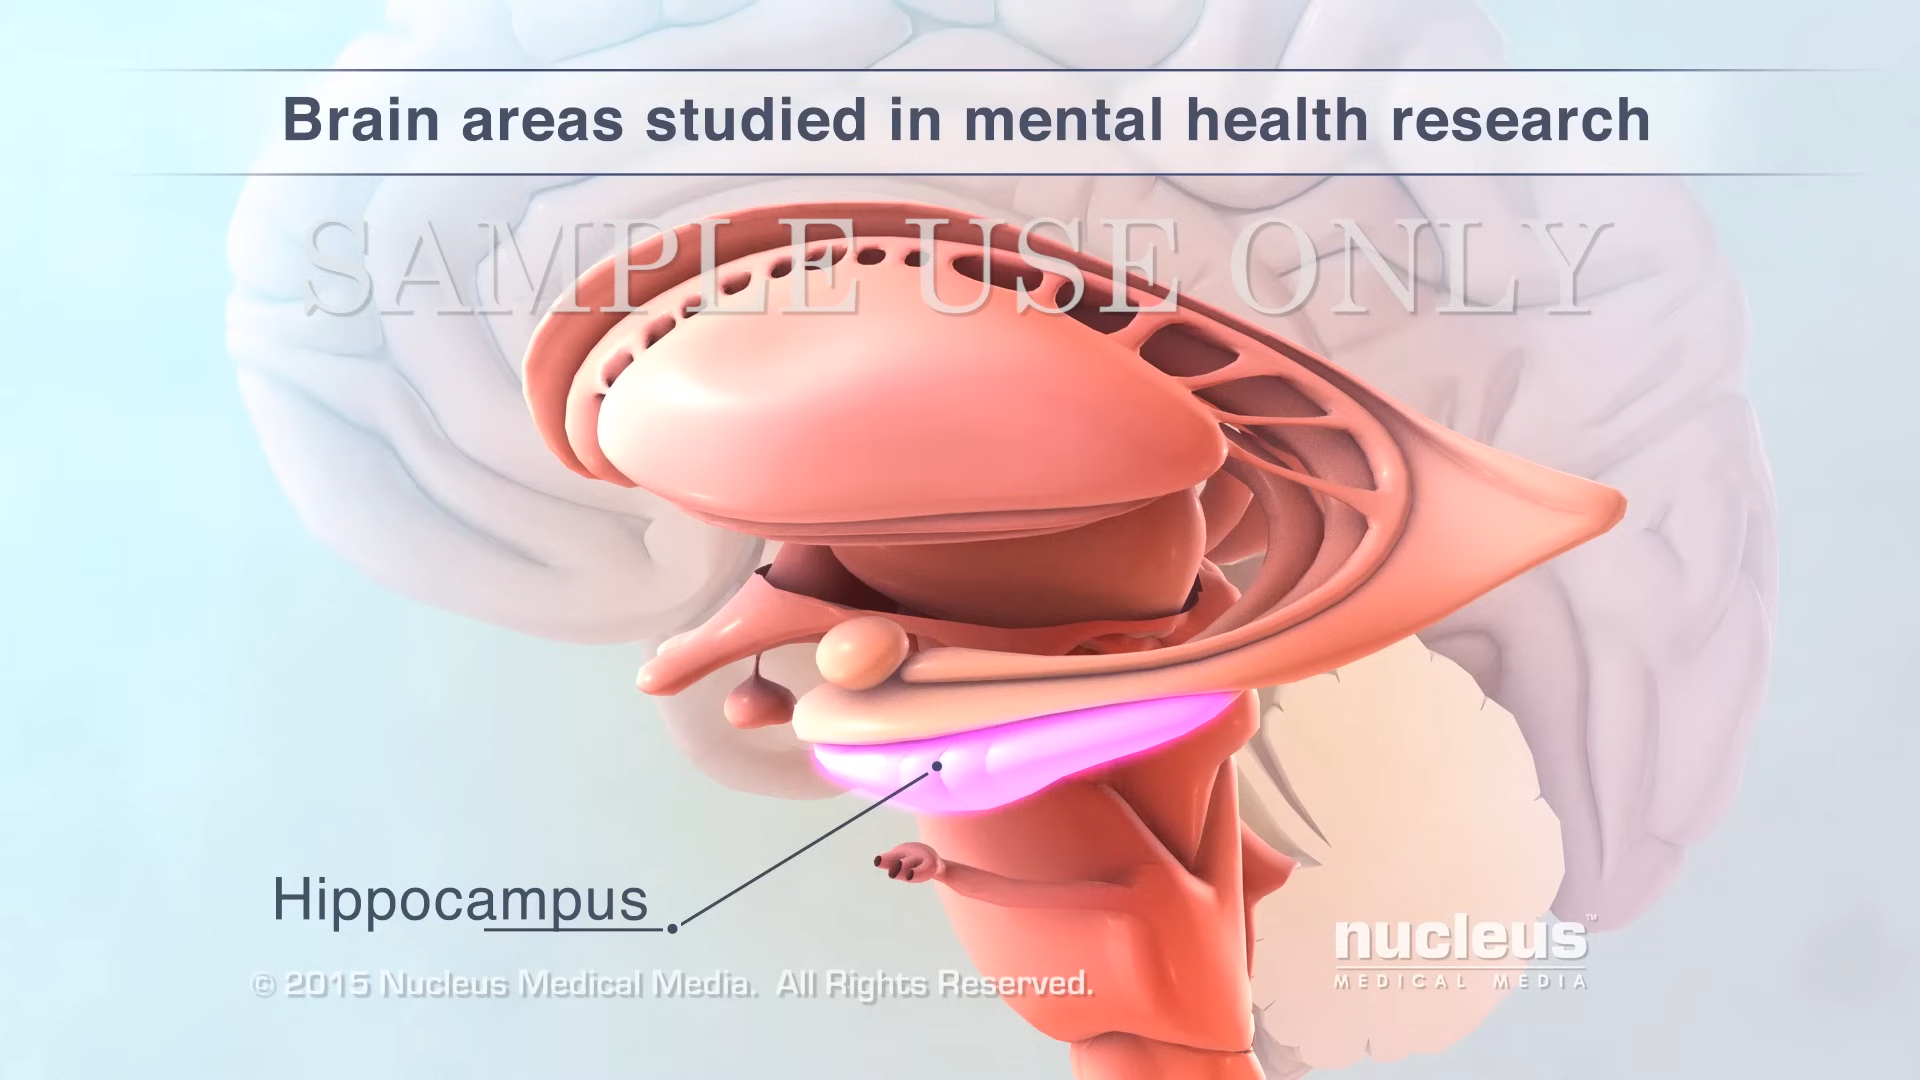 Brain areas studied in mental health research
SAMPLE USE ONLY
Hippocampus
© 2015 Nucleus Medical Media. All Rights Reserved.
nucleus™
MEDICAL MEDIA